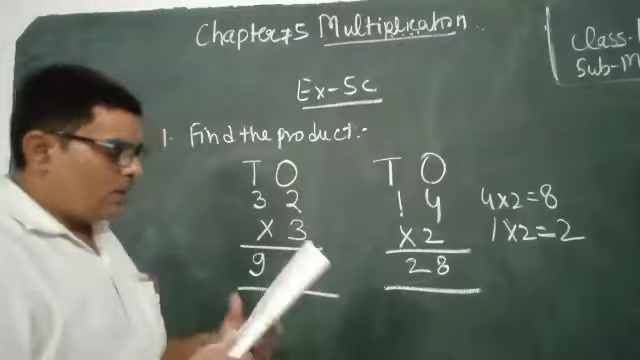 Chapter-5 Multiplication
Class.
Sub-M
Ex-5c
1. Find the product:-
T O
3 2
x 3
9
T O
1 4
x 2
2 8
4x2=8
1x2=2